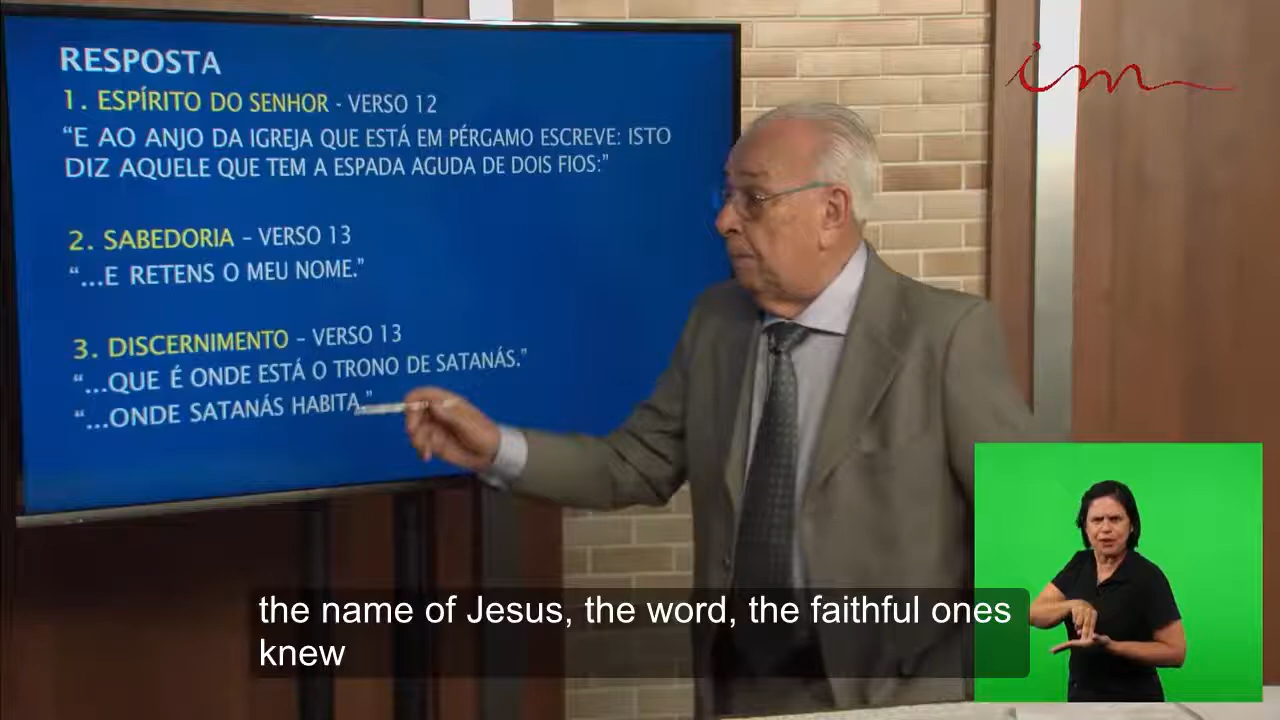 RESPOSTA
1. ESPÍRITO DO SENHOR - VERSO 12
“E AO ANJO DA IGREJA QUE ESTÁ EM PÉRGAMO ESCREVE: ISTO
DIZ AQUELE QUE TEM A ESPADA AGUDA DE DOIS FIOS:”
2. SABEDORIA – VERSO 13
“...E RETENS O MEU NOME.”
3. DISCERNIMENTO – VERSO 13
“...QUE É ONDE ESTÁ O TRONO DE SATANÁS.”
“...ONDE SATANÁS HABITA.”
im
the name of Jesus, the word, the faithful ones
knew